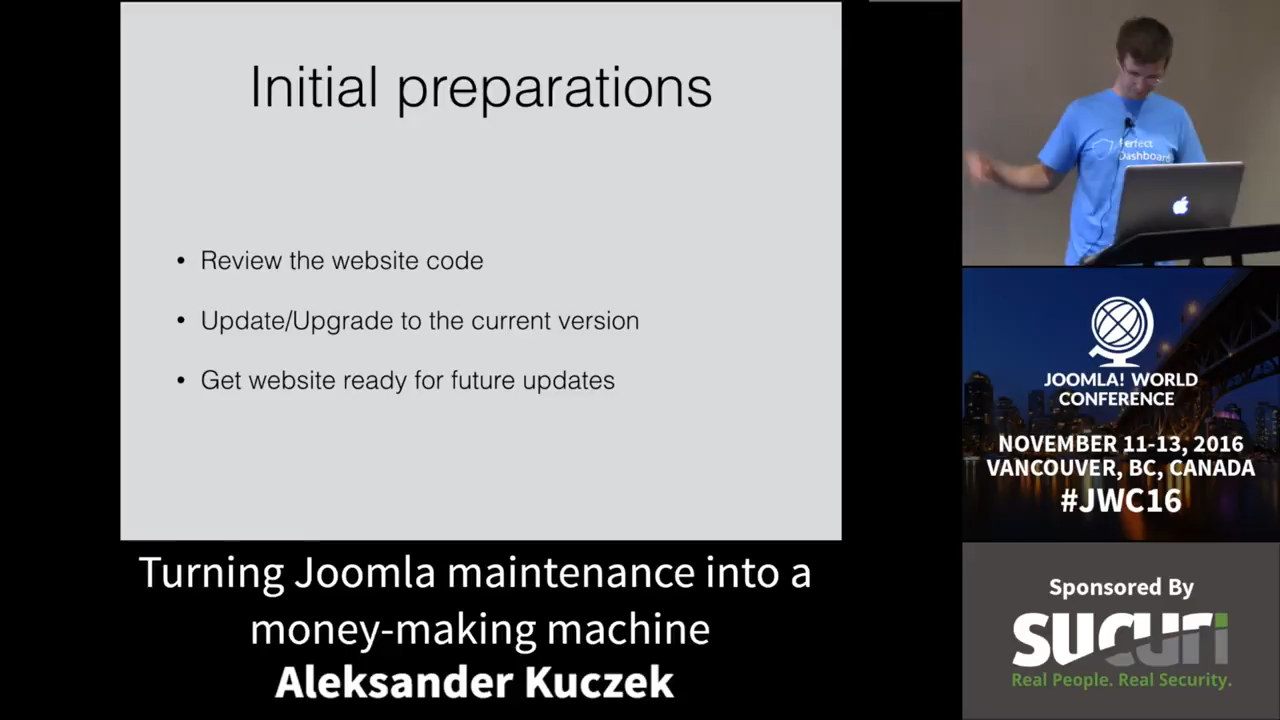 Initial preparations
• Review the website code
• Update/Upgrade to the current version
• Get website ready for future updates
Turning Joomla maintenance into a
money-making machine
Aleksander Kuczek
Perfect
Dashboard
JOOMLA! WORLD
CONFERENCE
NOVEMBER 11-13, 2016
VANCOUVER, BC, CANADA
#JWC16
Sponsored By
SUCURI
Real People. Real Security.